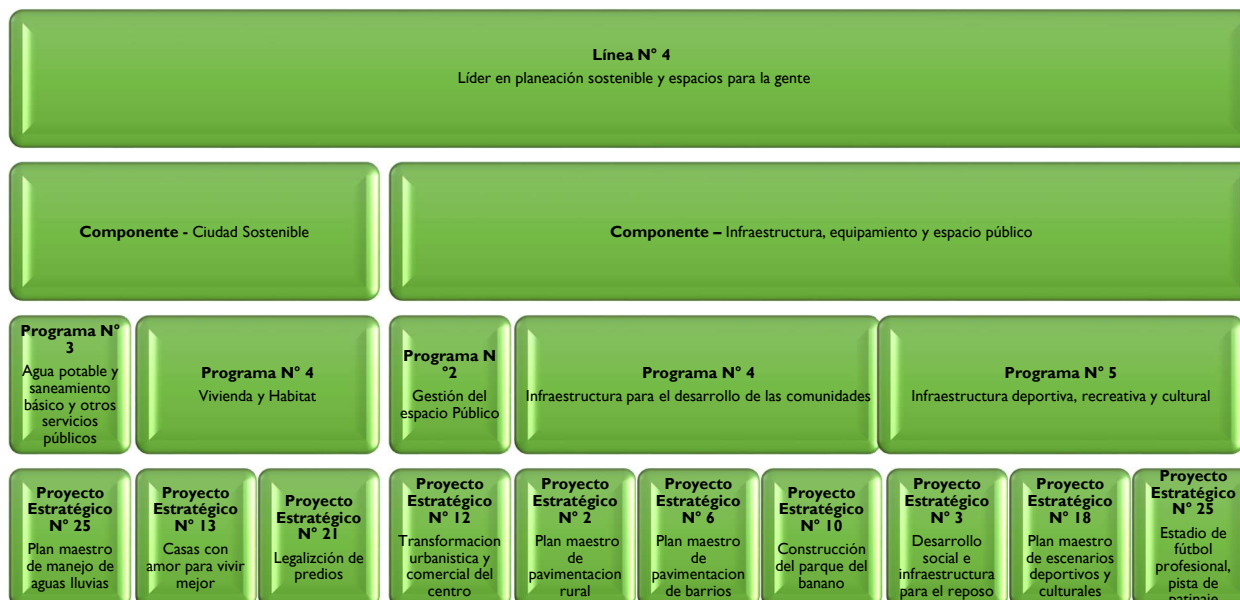 Línea N° 4
Líder en planeación sostenible y espacios para la gente
Componente - Ciudad Sostenible
Componente – Infraestructura, equipamiento y espacio público
Programa N°
3
Agua potable y
saneamiento
básico y otros
servicios
públicos
Programa N° 4
Vivienda y Habitat
Programa N
°2
Gestión del
espacio Público
Programa N° 4
Infraestructura para el desarrollo de las comunidades
Programa N° 5
Infraestructura deportiva, recreativa y cultural
Proyecto
Estratégico
N° 25
Plan maestro
de manejo de
aguas lluvias
Proyecto
Estratégico
N° 13
Casas con
amor para vivir
mejor
Proyecto
Estratégico
N° 21
Legalizción de
predios
Proyecto
Estratégico
N° 12
Transformacion
urbanistica y
comercial del
centro
Proyecto
Estratégico
N° 2
Plan maestro
de
pavimentacion
rural
Proyecto
Estratégico
N° 6
Plan maestro
de
pavimentacion
de barrios
Proyecto
Estratégico
N° 10
Construcción
del parque del
banano
Proyecto
Estratégico
N° 3
Desarrollo
social e
infraestructura
para el reposo
Proyecto
Estratégico
N° 18
Plan maestro
de escenarios
deportivos y
culturales
Proyecto
Estratégico
N° 25
Estadio de
fútbol
profesional,
pista de
patinaje